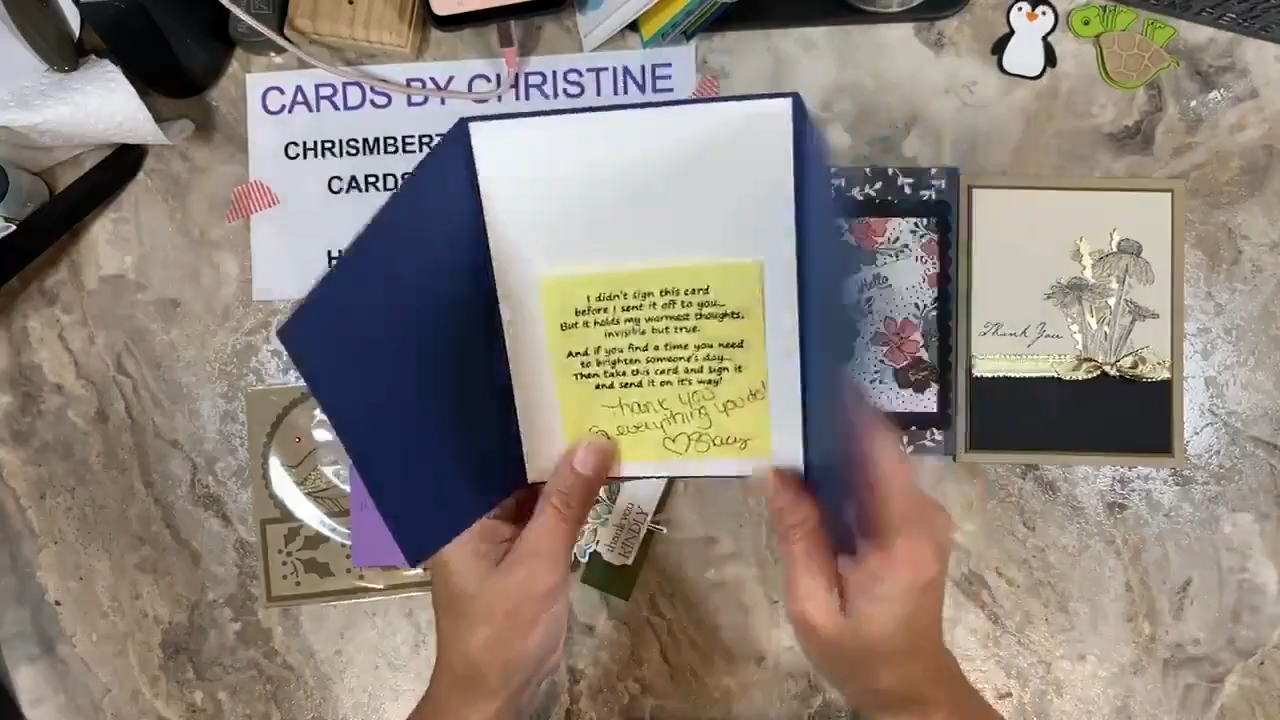 CARDS BY CHRISTINE
CHRISMBERT
CARDS
H
I didn't sign this card
before I sent it off to you...
But it holds my warmest thoughts,
invisible but true.
And if you find a time you need
to brighten someone's day...
Then take this card and sign it
and send it on it's way!
Thank you
everything you do!
♡Stacy
Hello
Thank You
thank you
KINDLY